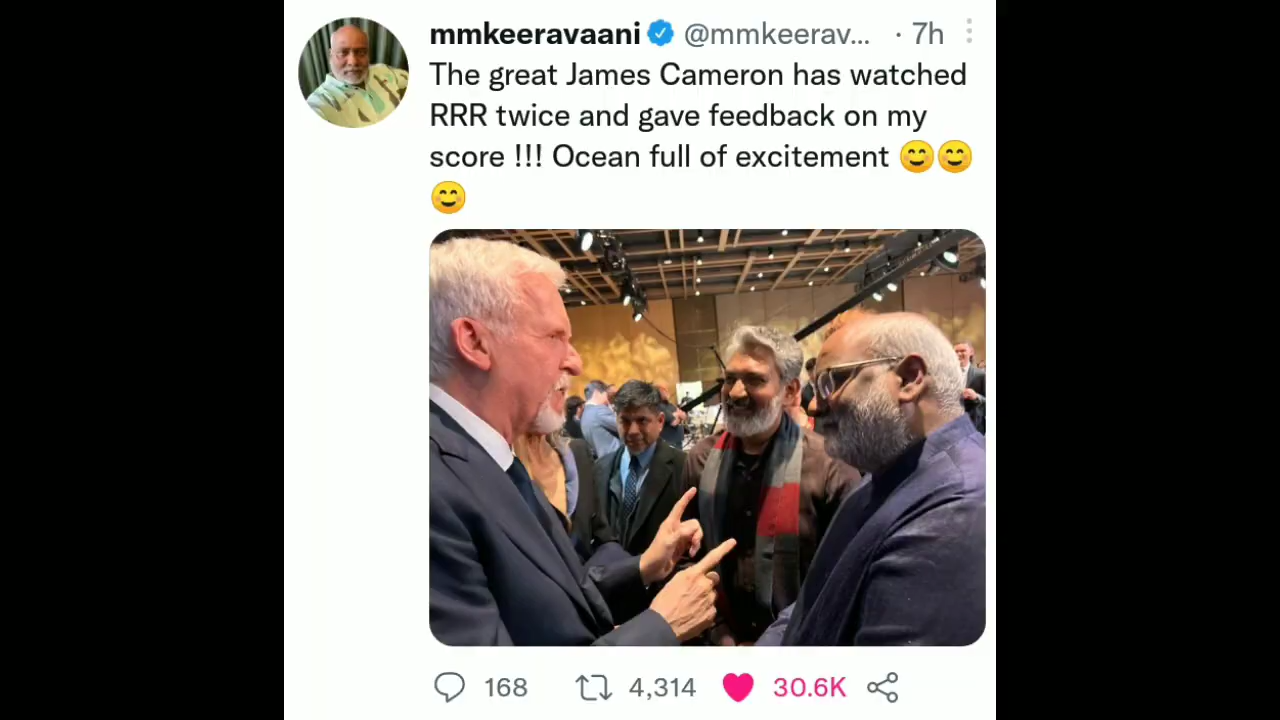 mmkeeravaani @mmkeerav... · 7h
The great James Cameron has watched
RRR twice and gave feedback on my
score !!! Ocean full of excitement 😊😊
😊
168 4,314 30.6K